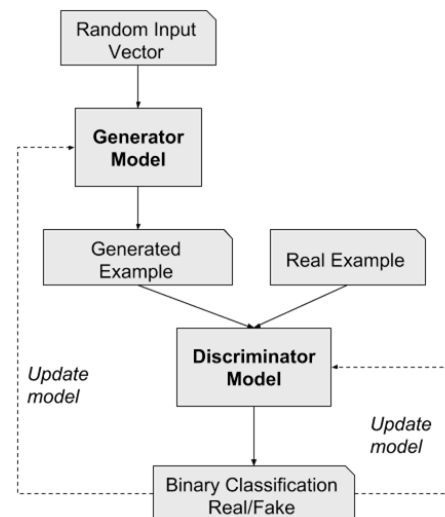 Random Input
Vector
Generator
Model
Generated
Example
Real Example
Discriminator
Model
Update
model
Update
model
Binary Classification
Real/Fake